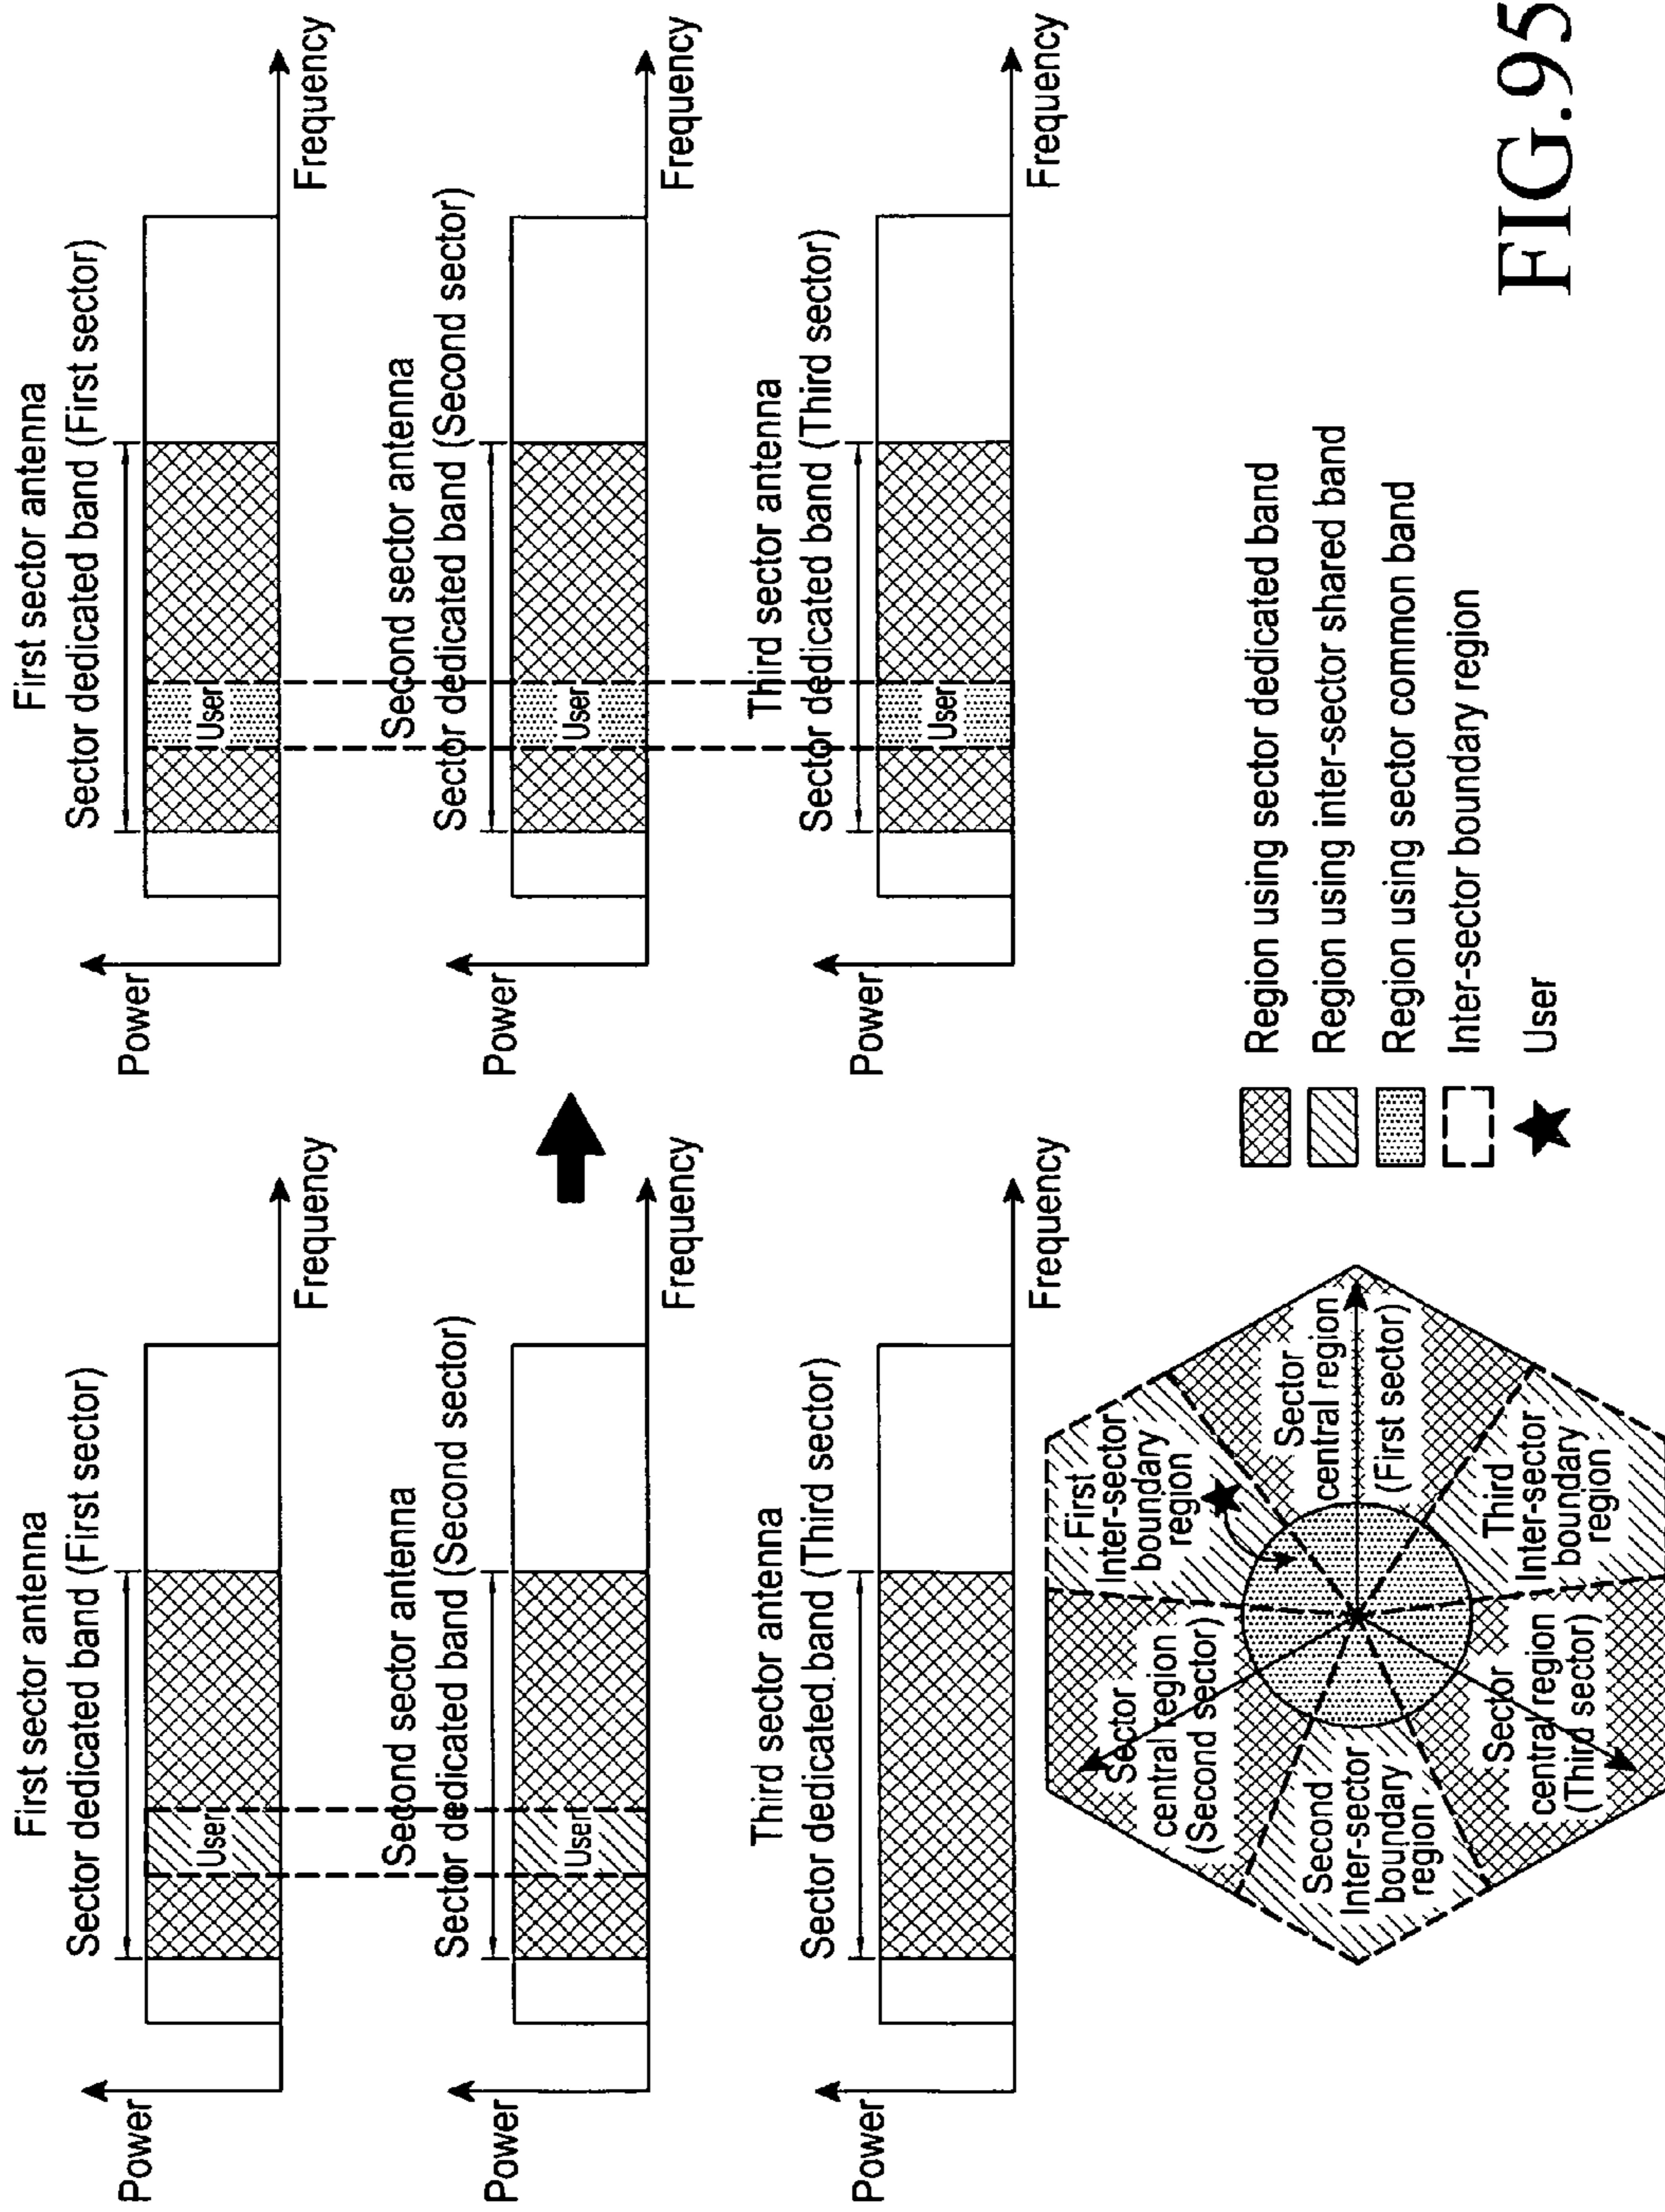 First sector antenna
Sector dedicated band (First sector)
Power
User
Frequency
Second sector antenna
Sector dedicated band (Second sector)
Power
User
Frequency
Third sector antenna
Sector dedicated band (Third sector)
Power
Frequency
First sector antenna
Sector dedicated band (First sector)
Power
User
Frequency
Second sector antenna
Sector dedicated band (Second sector)
Power
User
Frequency
Third sector antenna
Sector dedicated band (Third sector)
Power
User
Frequency
First
Inter-sector
boundary
region
Sector
central region
(Second sector)
Sector
central region
(First sector)
Second
Inter-sector
boundary
region
Sector
central region
(Third sector)
Third
Inter-sector
boundary
region
Region using sector dedicated band
Region using inter-sector shared band
Region using sector common band
Inter-sector boundary region
User
FIG.95